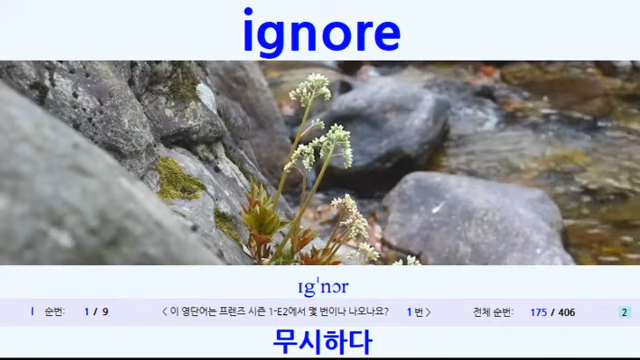 ignore
ɪgˈnɔr
I 순번: 1 / 9 < 이 영단어는 프렌즈 시즌 1-E2에서 몇 번이나 나오나요? 1 번 > 전체 순번: 175 / 406 2
무시하다